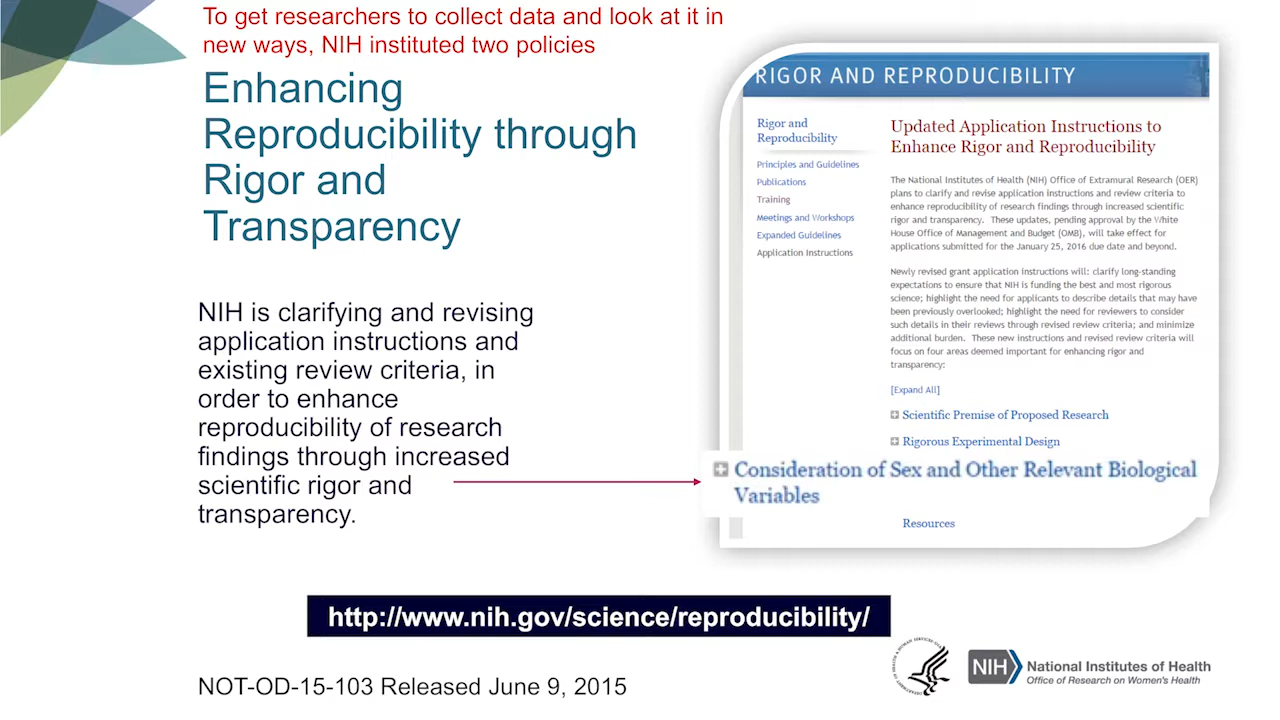 To get researchers to collect data and look at it in
new ways, NIH instituted two policies
Enhancing
Reproducibility through
Rigor and
Transparency
NIH is clarifying and revising
application instructions and
existing review criteria, in
order to enhance
reproducibility of research
findings through increased
scientific rigor and
transparency.
RIGOR AND REPRODUCIBILITY
Rigor and
Reproducibility
Principles and Guidelines
Publications
Training
Meetings and Workshops
Expanded Guidelines
Application Instructions
Updated Application Instructions to
Enhance Rigor and Reproducibility
The National Institutes of Health (NIH) Office of Extramural Research (OER)
plans to clarify and revise application instructions and review criteria to
enhance reproducibility of research findings through increased scientific
rigor and transparency. These updates, pending approval by the White
House Office of Management and Budget (OMB), will take effect for
applications submitted for the January 25, 2016 due date and beyond.
Newly revised grant application instructions will: clarify long-standing
expectations to ensure that NIH is funding the best and most rigorous
science; highlight the need for applicants to describe details that may have
been previously overlooked; highlight the need for reviewers to consider
such details in their reviews through revised review criteria; and minimize
additional burden. These new instructions and revised review criteria will
focus on four areas deemed important for enhancing rigor and
transparency:
[Expand All]
Scientific Premise of Proposed Research
Rigorous Experimental Design
Consideration of Sex and Other Relevant Biological
Variables
Resources
http://www.nih.gov/science/reproducibility/
NOT-OD-15-103 Released June 9, 2015
NIH
National Institutes of Health
Office of Research on Women's Health